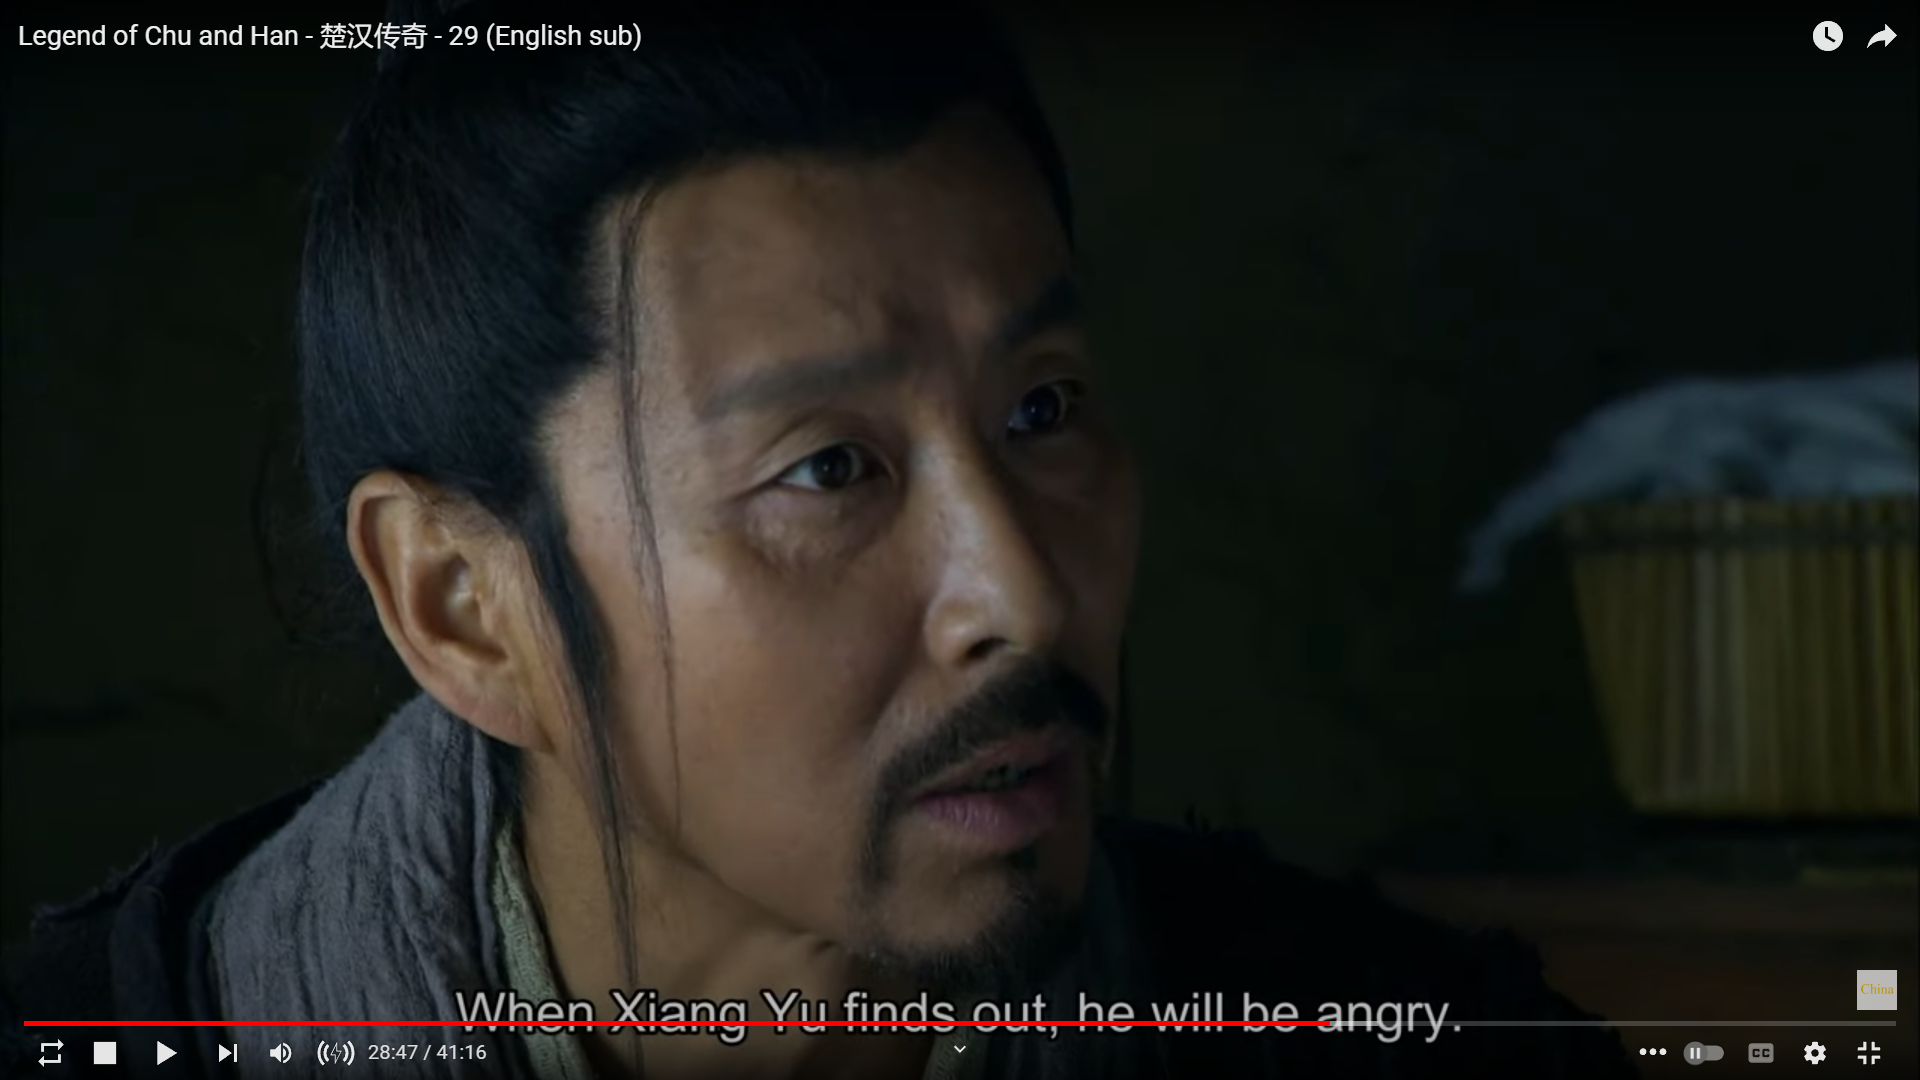 Legend of Chu and Han - 楚汉传奇 - 29 (English sub)
When Xiang Yu finds out, he will be angry.
China
28:47 / 41:16
CC